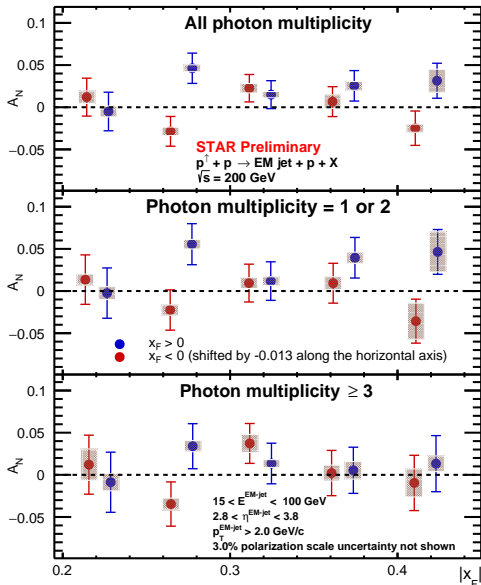 All photon multiplicity
0.1
0.05
0
−0.05
A_N
STAR Preliminary
p^↑ + p → EM jet + p + X
√s = 200 GeV
Photon multiplicity = 1 or 2
0.1
0.05
0
−0.05
A_N
x_F > 0
x_F < 0 (shifted by -0.013 along the horizontal axis)
Photon multiplicity ≥ 3
0.1
0.05
0
−0.05
A_N
15 < E^EM-jet < 100 GeV
2.8 < η^EM-jet < 3.8
p_T^EM-jet > 2.0 GeV/c
3.0% polarization scale uncertainty not shown
0.2 0.3 0.4
|x_F|